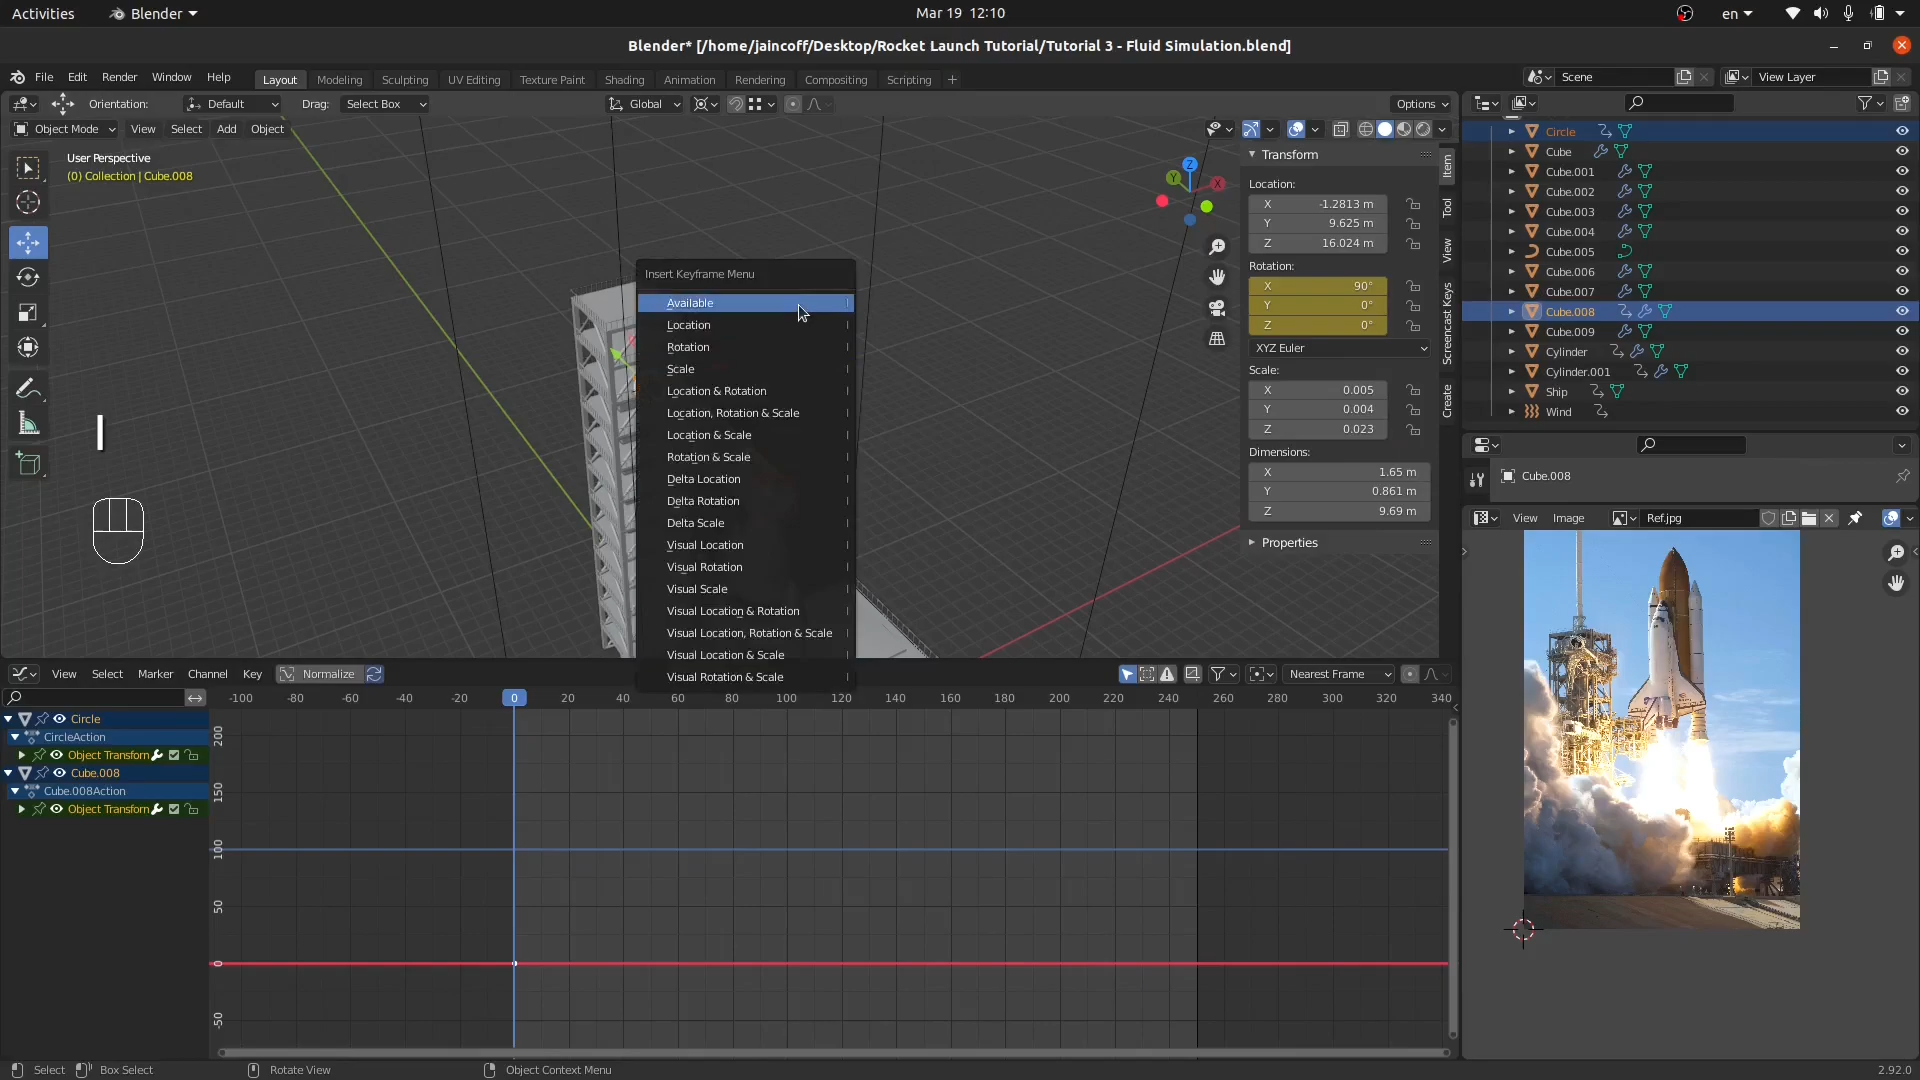 Activities
Blender
Mar 19 12:10
en
Blender* [/home/jaincoff/Desktop/Rocket Launch Tutorial/Tutorial 3 - Fluid Simulation.blend]
File Edit Render Window Help
Layout Modeling Sculpting UV Editing Texture Paint Shading Animation Rendering Compositing Scripting +
Scene
View Layer
Orientation: Default Drag: Select Box
Global
Options
Object Mode View Select Add Object
User Perspective
(0) Collection | Cube.008
Z
Y
X
Insert Keyframe Menu
Available I
Location I
Rotation I
Scale I
Location & Rotation I
Location, Rotation & Scale I
Location & Scale I
Rotation & Scale I
Delta Location I
Delta Rotation I
Delta Scale I
Visual Location I
Visual Rotation I
Visual Scale I
Visual Location & Rotation I
Visual Location, Rotation & Scale I
Visual Location & Scale I
Visual Rotation & Scale I
I
Transform
Location:
X -1.2813 m
Y 9.625 m
Z 16.024 m
Rotation:
X 90°
Y 0°
Z 0°
XYZ Euler
Scale:
X 0.005
Y 0.004
Z 0.023
Dimensions:
X 1.65 m
Y 0.861 m
Z 9.69 m
Properties
Item
Tool
View
Screencast Keys
Create
Circle
Cube
Cube.001
Cube.002
Cube.003
Cube.004
Cube.005
Cube.006
Cube.007
Cube.008
Cube.009
Cylinder
Cylinder.001
Ship
Wind
Cube.008
View Image Ref.jpg
View Select Marker Channel Key Normalize
Nearest Frame
-100 -80 -60 -40 -20 0 20 40 60 80 100 120 140 160 180 200 220 240 260 280 300 320 340
Circle
CircleAction
Object Transforn
Cube.008
Cube.008Action
Object Transforn
200
150
100
50
0
-50
Select Box Select Rotate View Object Context Menu
2.92.0